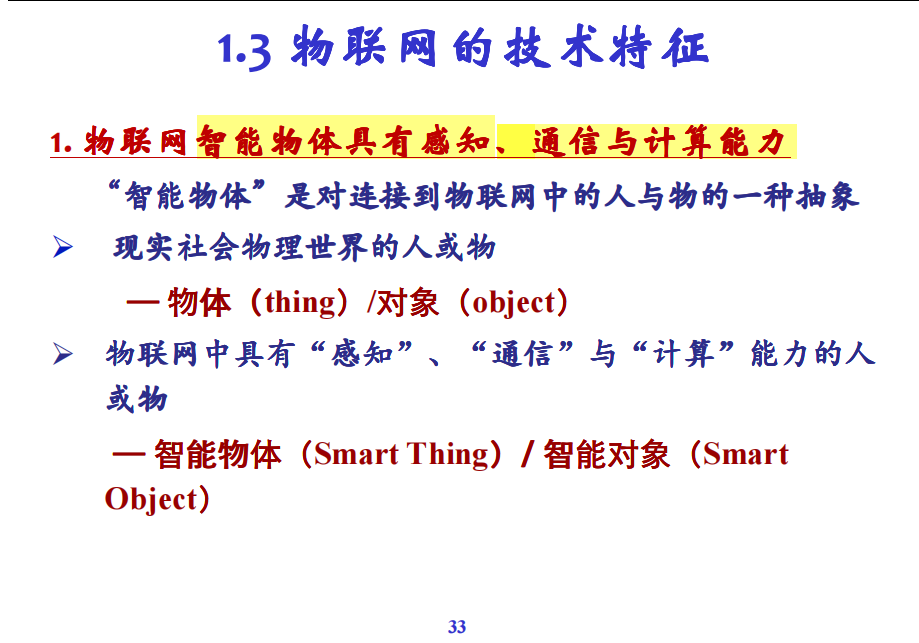 1.3 物联网的技术特征
1. 物联网智能物体具有感知、通信与计算能力
“智能物体”是对连接到物联网中的人与物的一种抽象
➢ 现实社会物理世界的人或物
— 物体（thing）/对象（object）
➢ 物联网中具有“感知”、“通信”与“计算”能力的人
或物
— 智能物体（Smart Thing）/ 智能对象（Smart
Object）
33